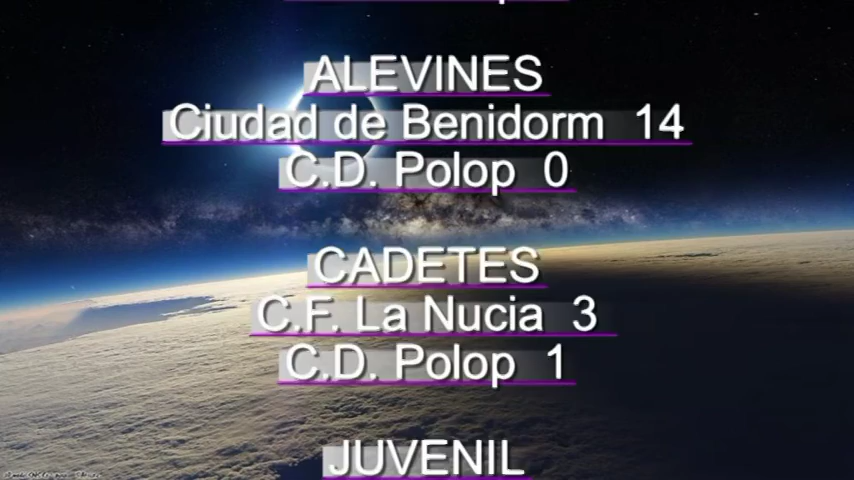 ALEVINES
Ciudad de Benidorm 14
C.D. Polop 0
CADETES
C.F. La Nucia 3
C.D. Polop 1
JUVENIL